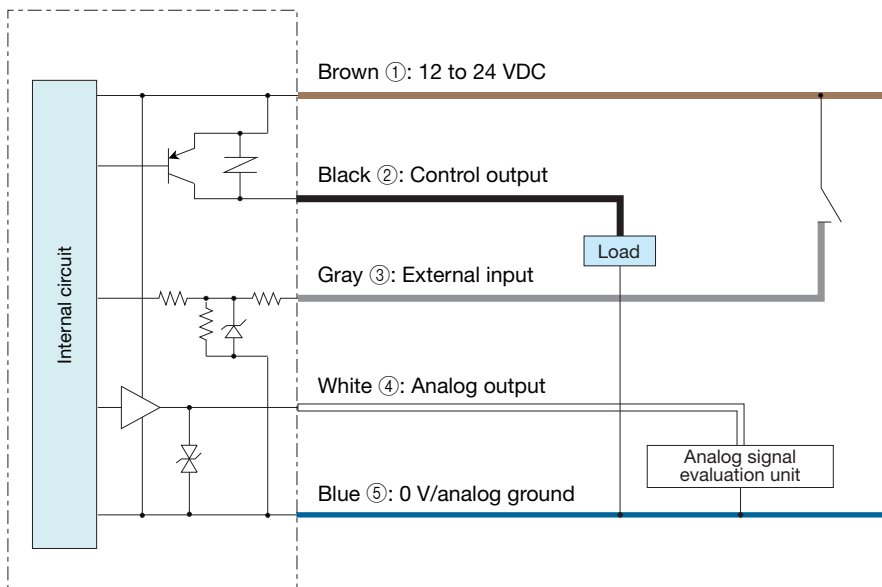 Brown ①: 12 to 24 VDC
Black ②: Control output
Load
Internal circuit
Gray ③: External input
White ④: Analog output
Analog signal
evaluation unit
Blue ⑤: 0 V/analog ground